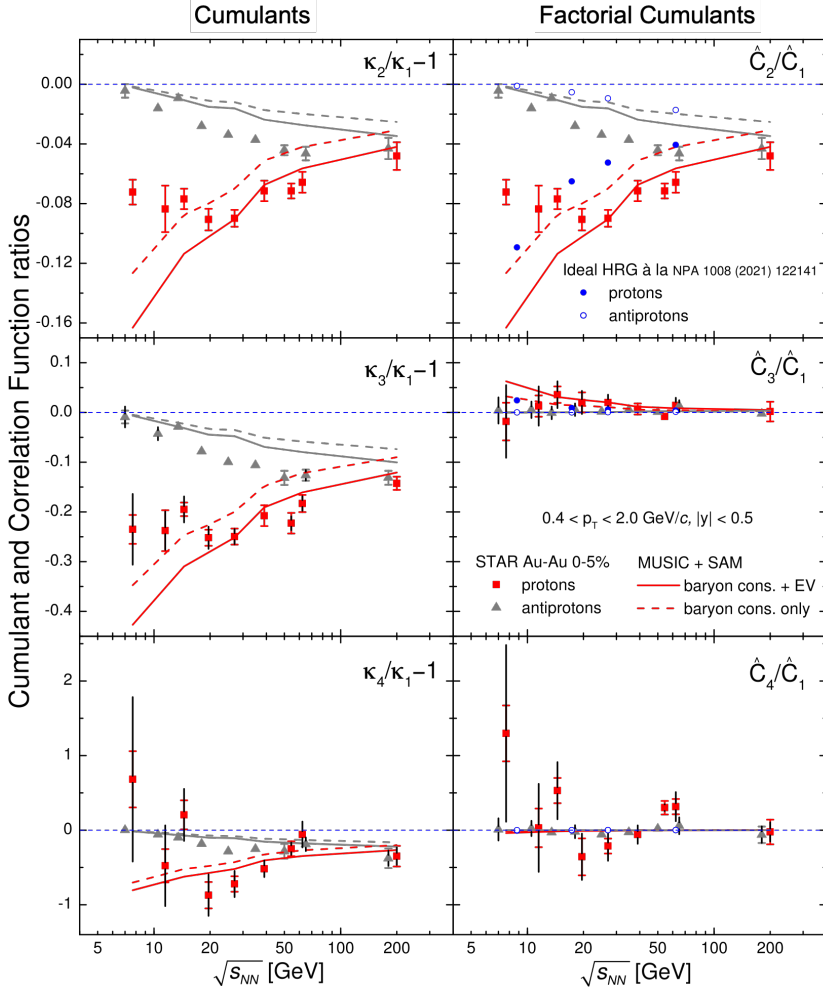 Cumulants
Factorial Cumulants
κ₂/κ₁−1
Ĉ₂/Ĉ₁
0.00
-0.04
-0.08
-0.12
-0.16
Ideal HRG à la NPA 1008 (2021) 122141
protons
antiprotons
Cumulant and Correlation Function ratios
κ₃/κ₁−1
Ĉ₃/Ĉ₁
0.1
0.0
-0.1
-0.2
-0.3
-0.4
0.4 < p_T < 2.0 GeV/c, |y| < 0.5
STAR Au-Au 0-5%
protons
antiprotons
MUSIC + SAM
baryon cons. + EV
baryon cons. only
κ₄/κ₁−1
Ĉ₄/Ĉ₁
2
1
0
-1
5 10 20 50 100 200
5 10 20 50 100 200
√s_NN [GeV]
√s_NN [GeV]